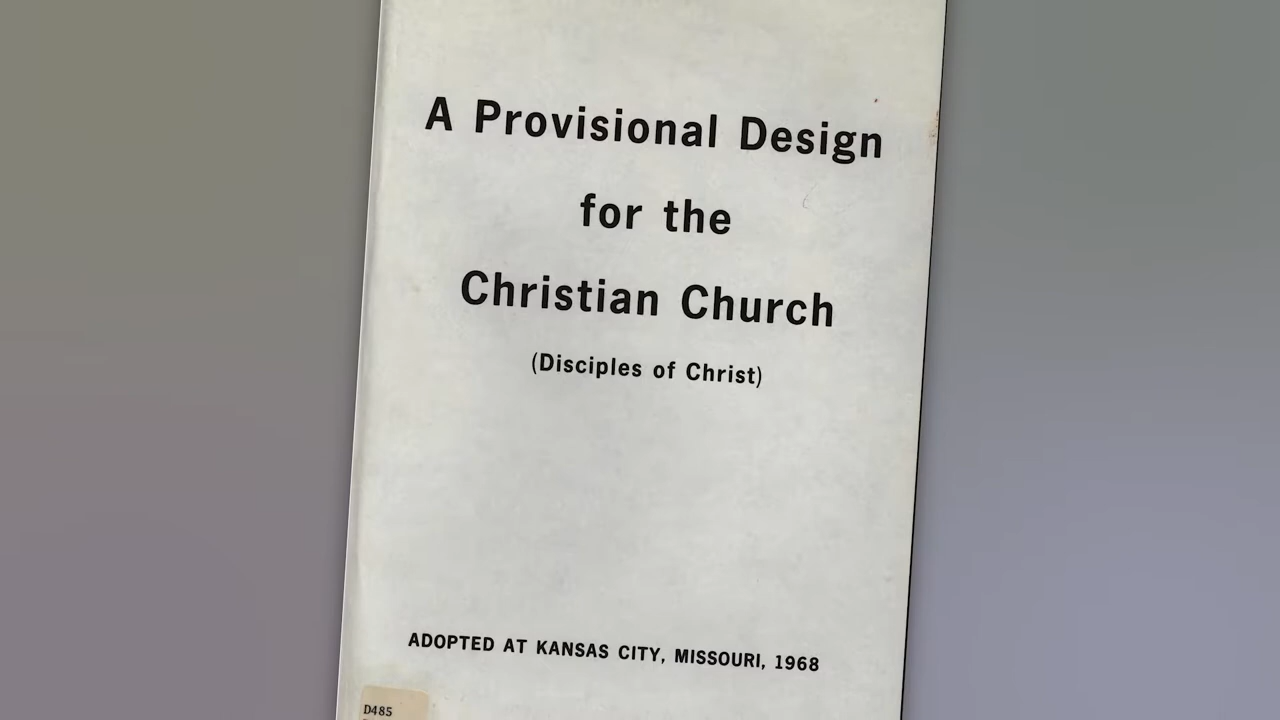 A Provisional Design
for the
Christian Church
(Disciples of Christ)
ADOPTED AT KANSAS CITY, MISSOURI, 1968
D485